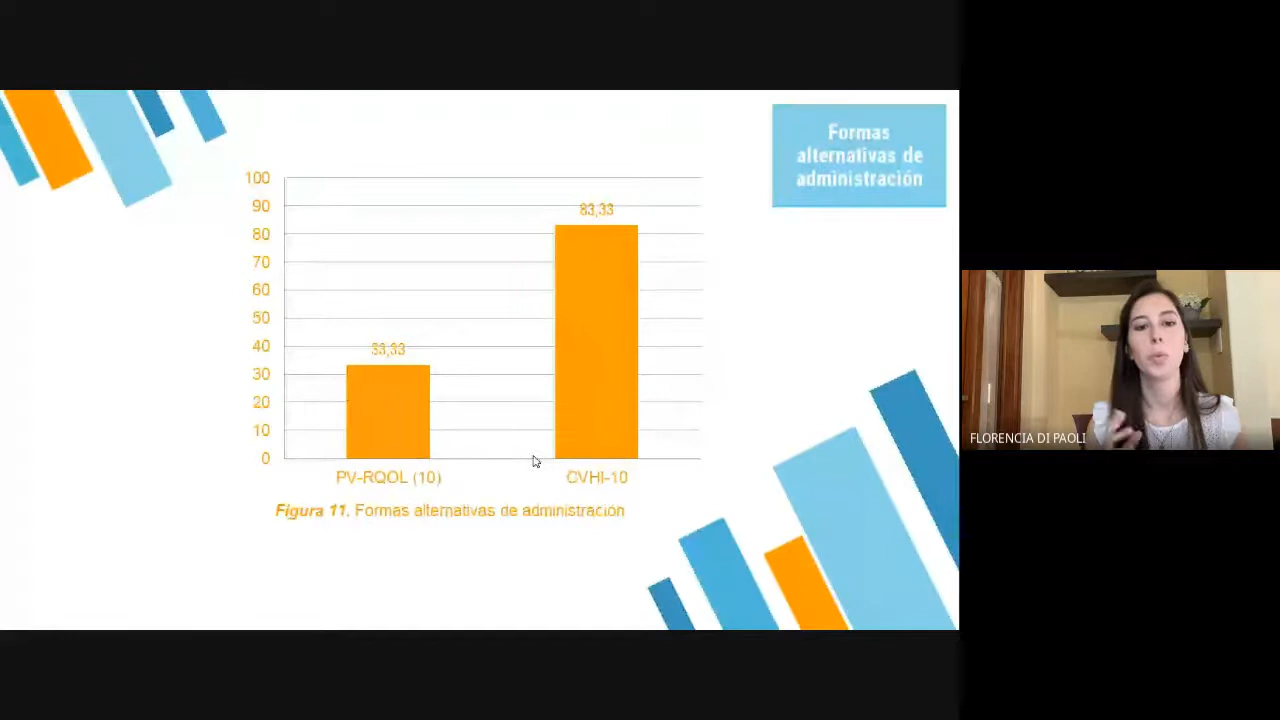 Formas
alternativas de
administración
100
90
80
70
60
50
40
30
20
10
0
33,33
83,33
PV-RQOL (10)
CVHI-10
Figura 11. Formas alternativas de administración
FLORENCIA DI PAOLI